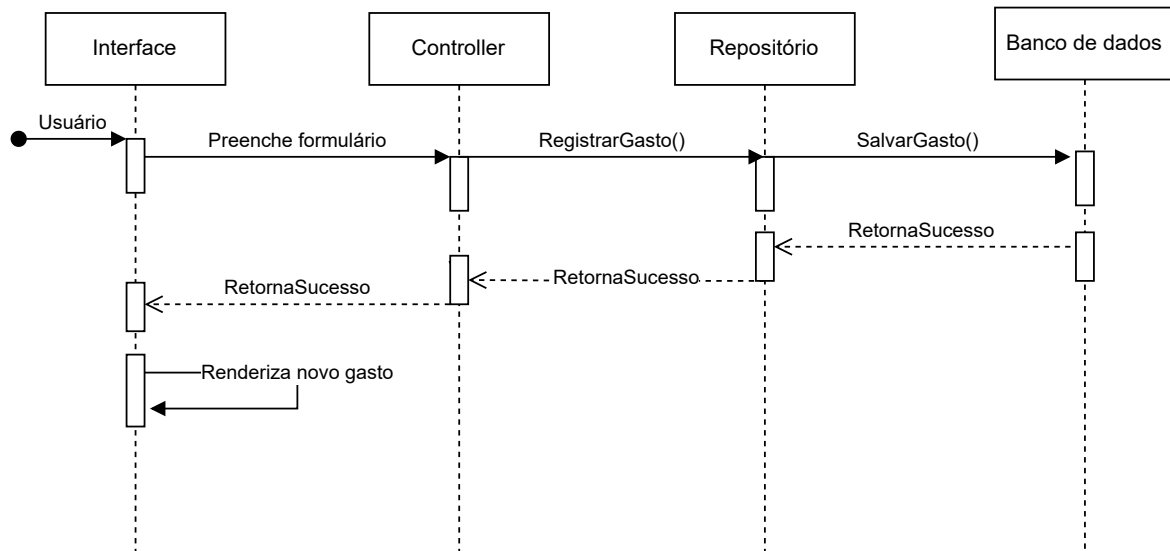 Interface
Controller
Repositório
Banco de dados
Usuário
Preenche formulário
RegistrarGasto()
SalvarGasto()
RetornaSucesso
RetornaSucesso
RetornaSucesso
Renderiza novo gasto